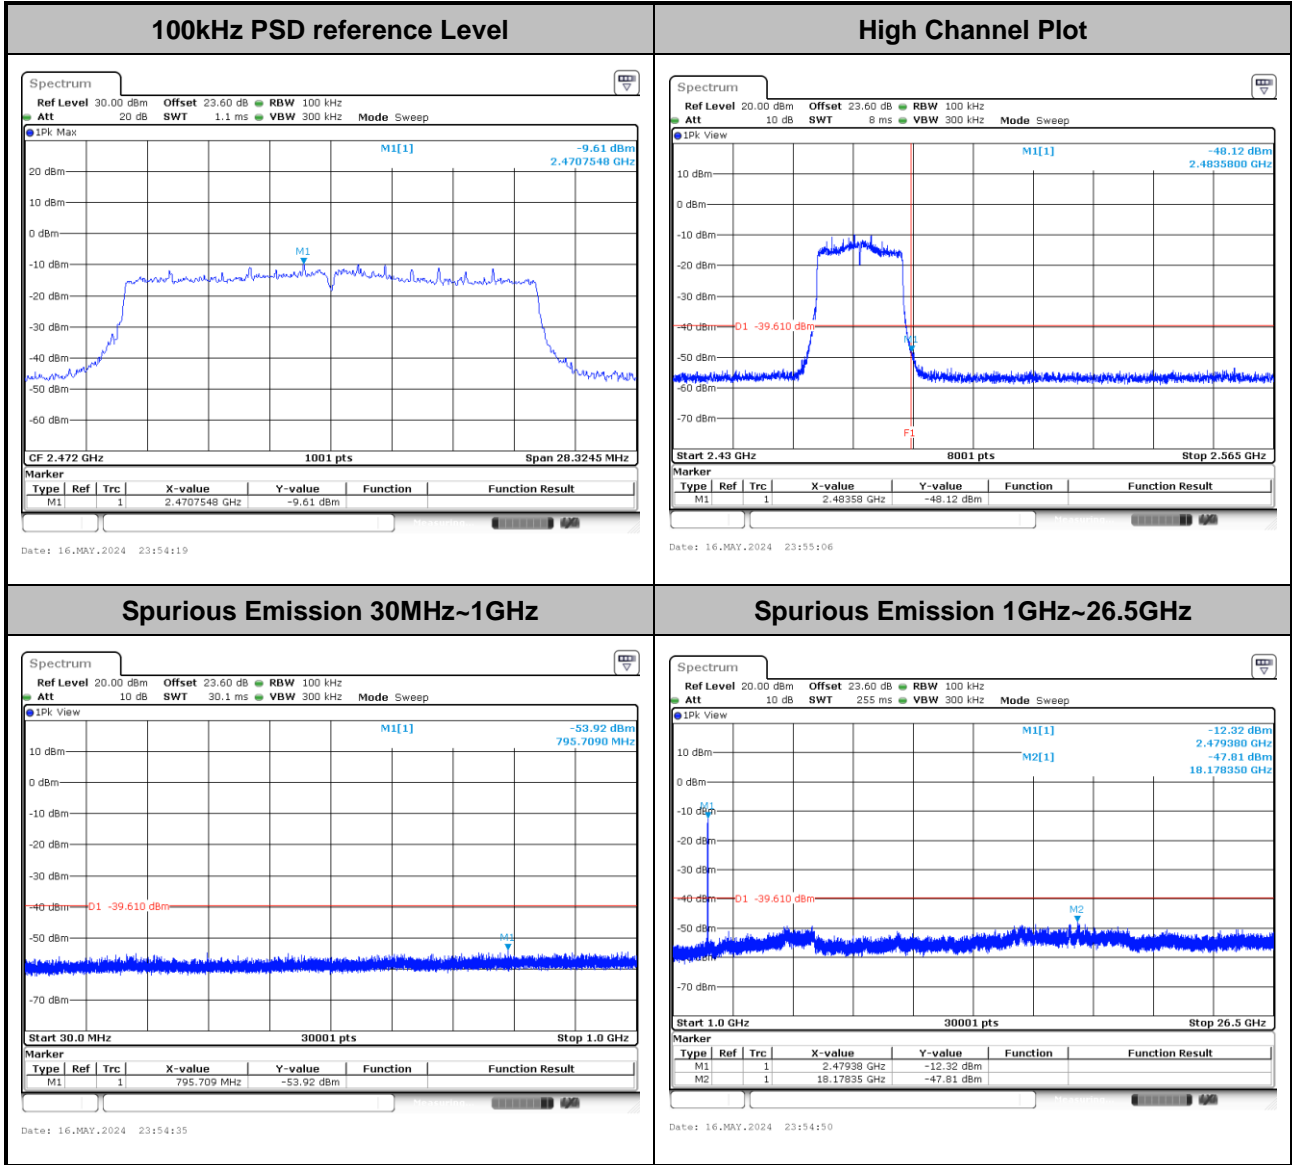 100kHz PSD reference Level
High Channel Plot
Spectrum
Ref Level 30.00 dBm Offset 23.60 dB RBW 100 kHz
Att 20 dB SWT 1.1 ms VBW 300 kHz Mode Sweep
1Pk Max
M1[1] -9.61 dBm
2.4707548 GHz
20 dBm
10 dBm
0 dBm
M1
-10 dBm
-20 dBm
-30 dBm
-40 dBm
-50 dBm
-60 dBm
CF 2.472 GHz 1001 pts Span 28.3245 MHz
Marker
Type Ref Trc X-value Y-value Function Function Result
M1 1 2.4707548 GHz -9.61 dBm
Date: 16.MAY.2024 23:54:19
Spectrum
Ref Level 20.00 dBm Offset 23.60 dB RBW 100 kHz
Att 10 dB SWT 8 ms VBW 300 kHz Mode Sweep
1Pk View
M1[1] -48.12 dBm
2.4835800 GHz
10 dBm
0 dBm
-10 dBm
-20 dBm
-30 dBm
-40 dBm D1 -39.610 dBm
M1
-50 dBm
-60 dBm
-70 dBm
F1
Start 2.43 GHz 8001 pts Stop 2.565 GHz
Marker
Type Ref Trc X-value Y-value Function Function Result
M1 1 2.48358 GHz -48.12 dBm
Date: 16.MAY.2024 23:55:06
Spurious Emission 30MHz~1GHz
Spurious Emission 1GHz~26.5GHz
Spectrum
Ref Level 20.00 dBm Offset 23.60 dB RBW 100 kHz
Att 10 dB SWT 30.1 ms VBW 300 kHz Mode Sweep
1Pk View
M1[1] -53.92 dBm
795.7090 MHz
10 dBm
0 dBm
-10 dBm
-20 dBm
-30 dBm
-40 dBm D1 -39.610 dBm
-50 dBm
M1
-70 dBm
Start 30.0 MHz 30001 pts Stop 1.0 GHz
Marker
Type Ref Trc X-value Y-value Function Function Result
M1 1 795.709 MHz -53.92 dBm
Date: 16.MAY.2024 23:54:35
Spectrum
Ref Level 20.00 dBm Offset 23.60 dB RBW 100 kHz
Att 10 dB SWT 255 ms VBW 300 kHz Mode Sweep
1Pk View
M1[1] -12.32 dBm
2.479380 GHz
M2[1] -47.81 dBm
18.178350 GHz
10 dBm
0 dBm
M1
-10 dBm
-20 dBm
-30 dBm
-40 dBm D1 -39.610 dBm
M2
-50 dBm
-70 dBm
Start 1.0 GHz 30001 pts Stop 26.5 GHz
Marker
Type Ref Trc X-value Y-value Function Function Result
M1 1 2.47938 GHz -12.32 dBm
M2 1 18.17835 GHz -47.81 dBm
Date: 16.MAY.2024 23:54:50